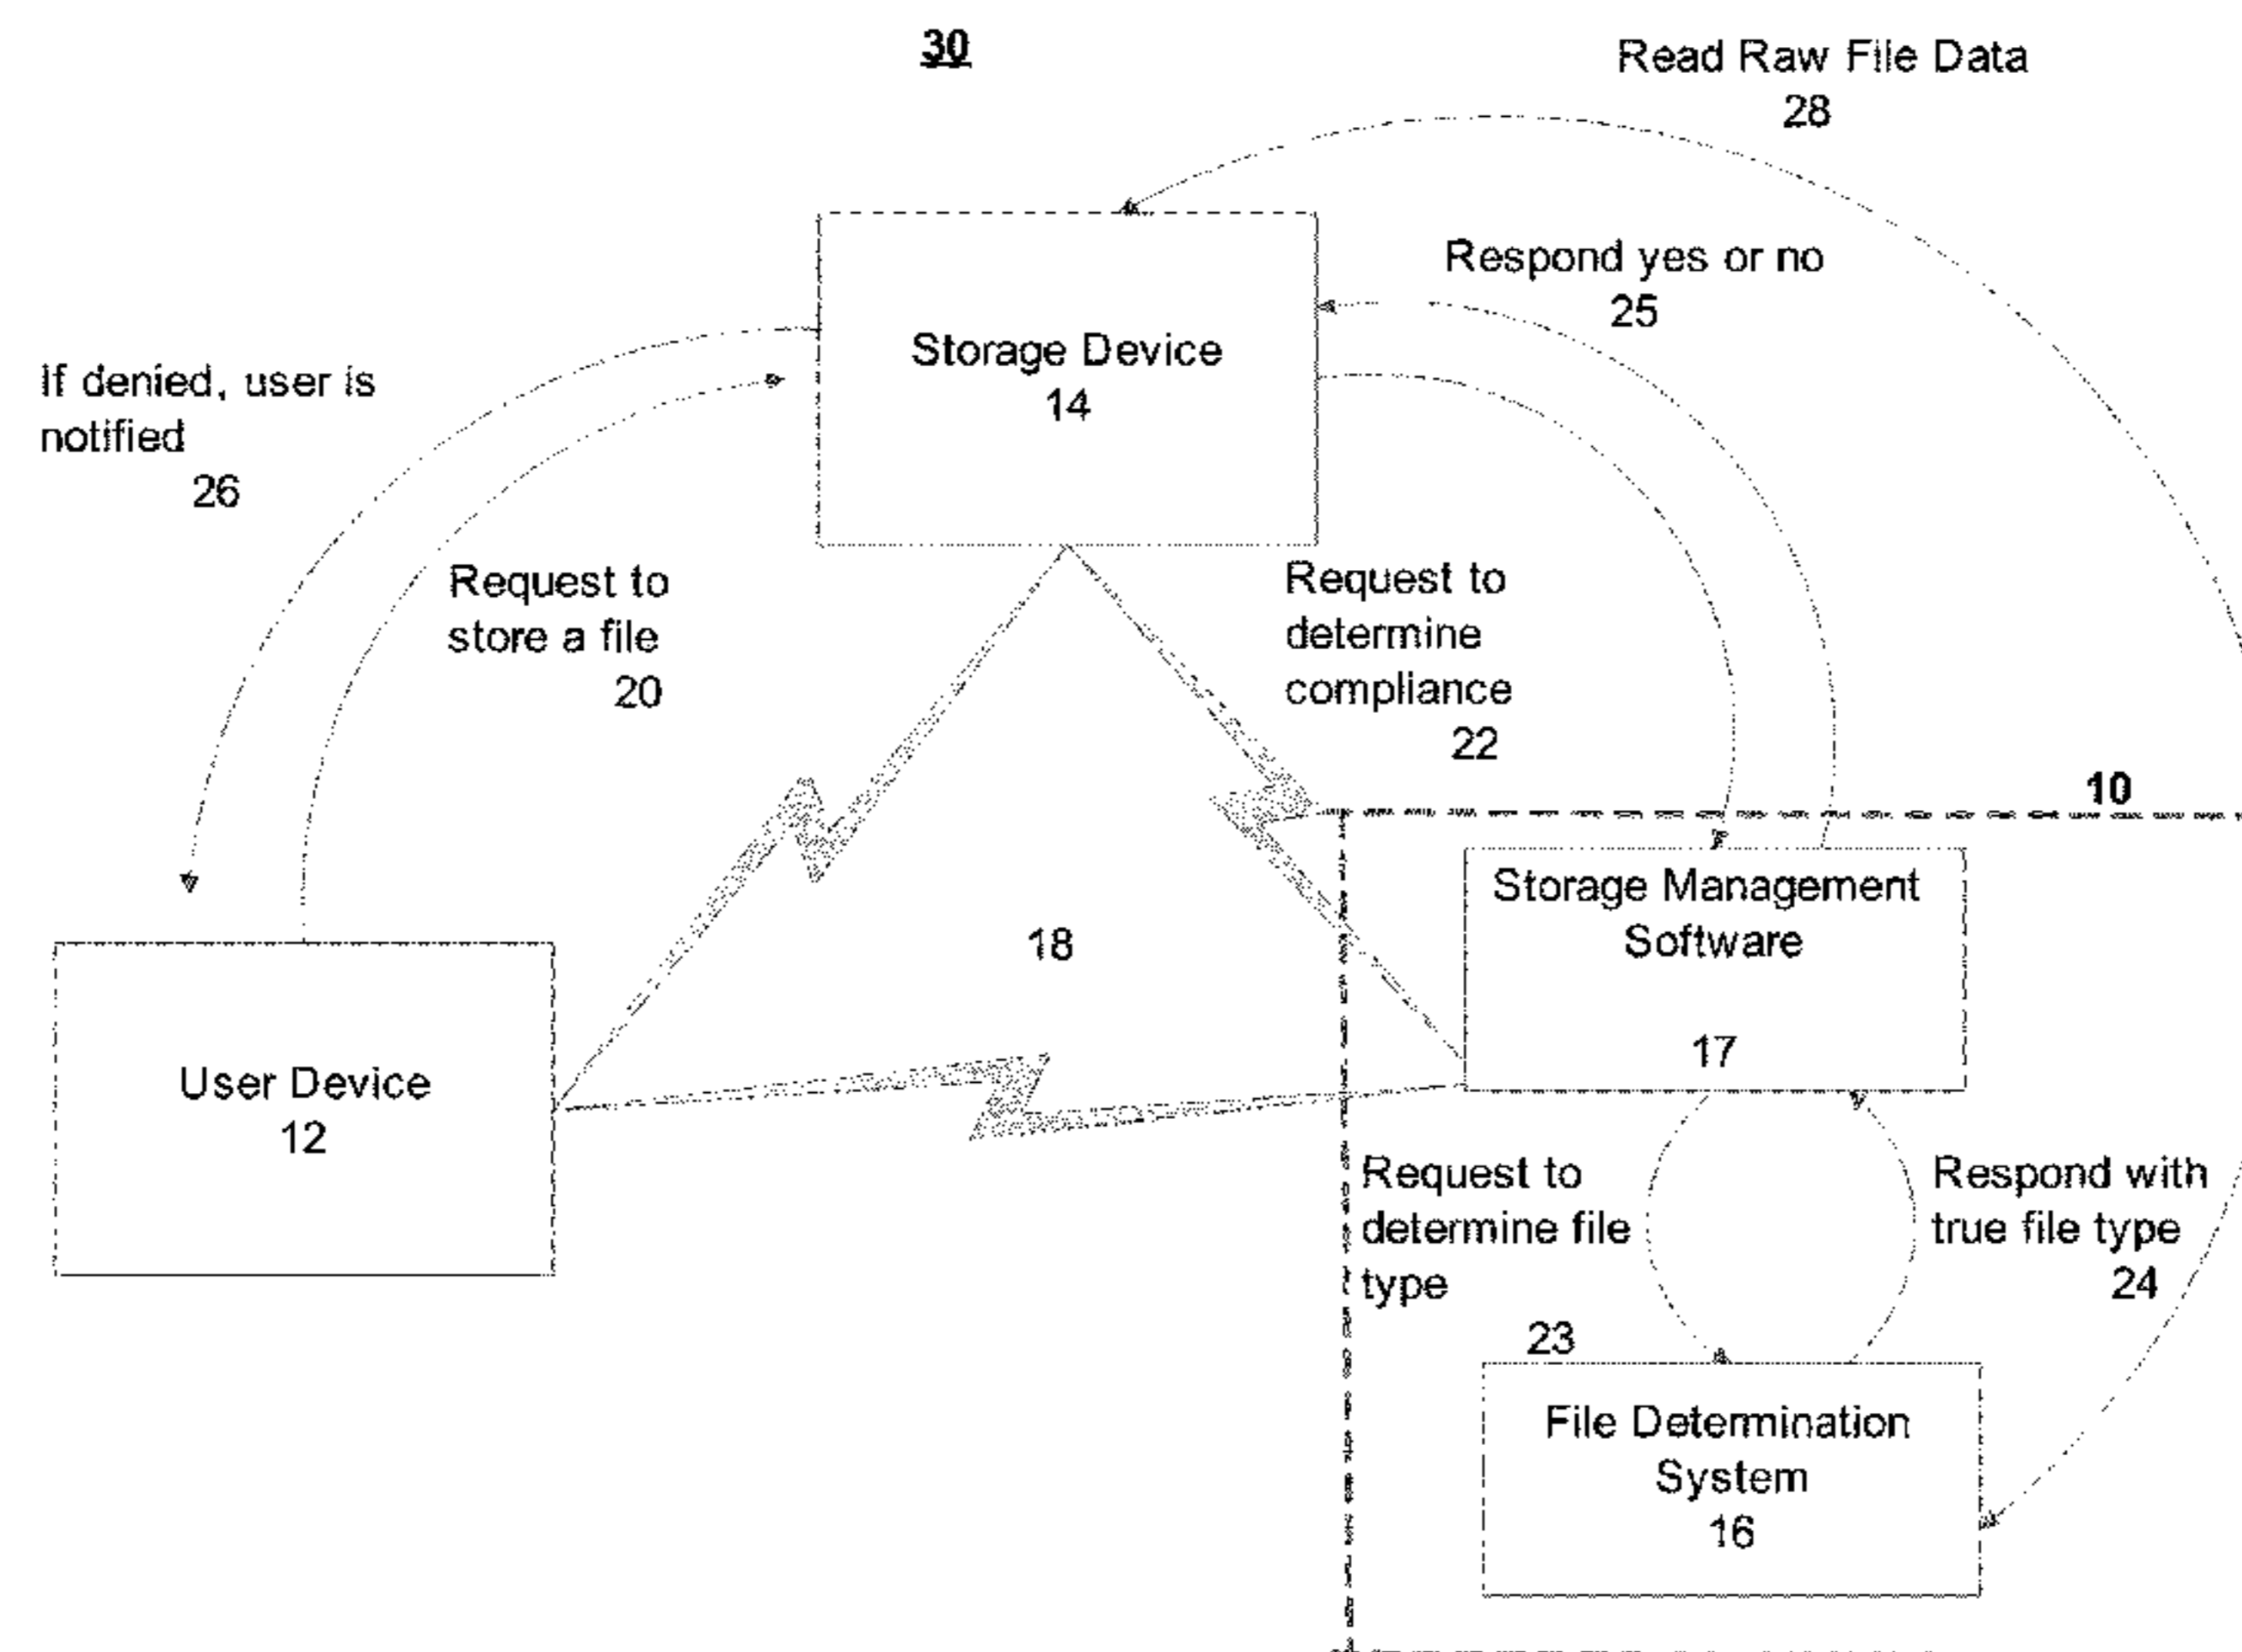 30
Read Raw File Data
28
Respond yes or no
25
Storage Device
14
If denied, user is
notified
26
Request to
store a file
20
Request to
determine
compliance
22
10
Storage Management
Software
17
18
User Device
12
Request to
determine file
type
23
Respond with
true file type
24
File Determination
System
16